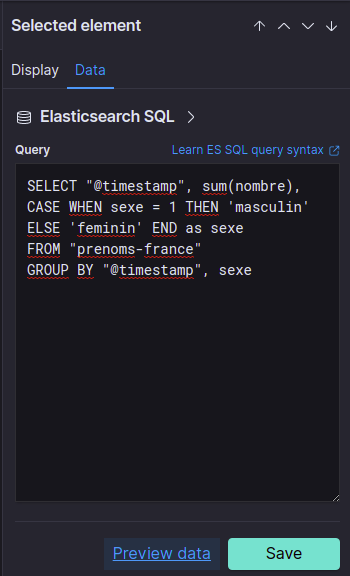 Selected element
Display Data
Elasticsearch SQL
Query Learn ES SQL query syntax
SELECT "@timestamp", sum(nombre),
CASE WHEN sexe = 1 THEN 'masculin'
ELSE 'feminin' END as sexe
FROM "prenoms-france"
GROUP BY "@timestamp", sexe
Preview data Save